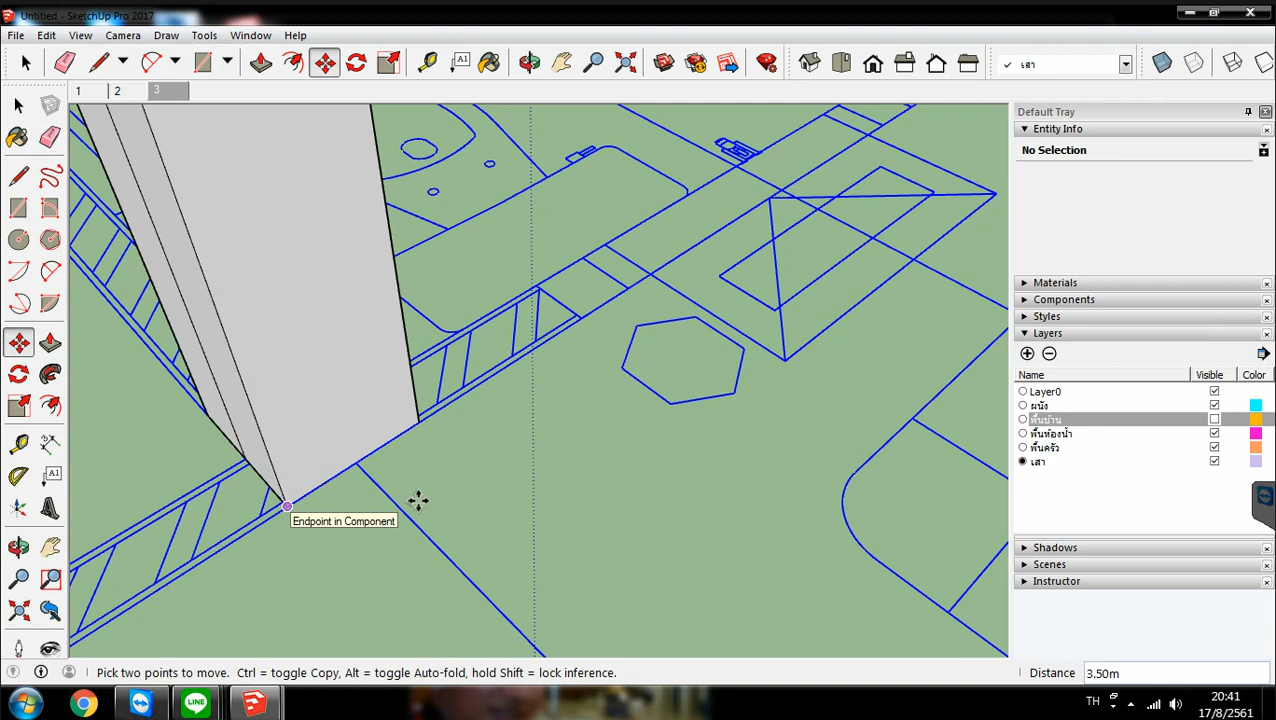 Untitled - SketchUp Pro 2017
File Edit View Camera Draw Tools Window Help
A1
เสา
1 2 3
Default Tray
Entity Info
No Selection
Materials
Components
Styles
Layers
Name Visible Color
Layer0
ผนัง
พื้นบ้าน
พื้นห้องน้ำ
พื้นครัว
เสา
A1
Endpoint in Component
Shadows
Scenes
Instructor
Pick two points to move. Ctrl = toggle Copy, Alt = toggle Auto-fold, hold Shift = lock inference.
Distance 3.50m
LINE
TH
20:41
17/8/2561